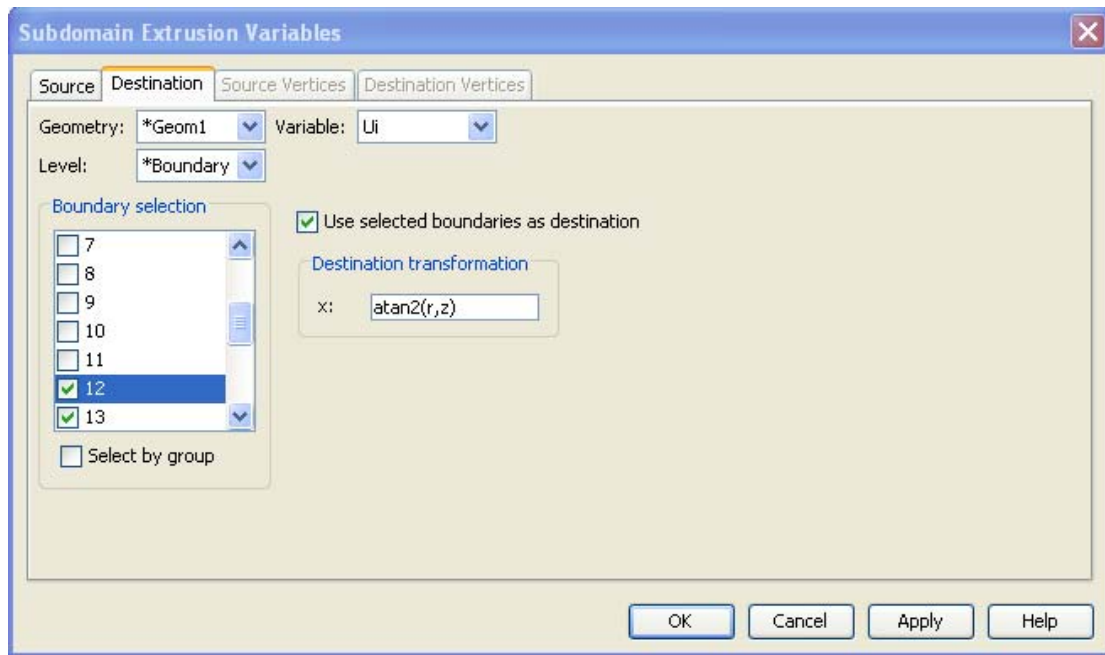 Subdomain Extrusion Variables
Source Destination Source Vertices Destination Vertices
Geometry: *Geom1 Variable: Ui
Level: *Boundary
Boundary selection
Use selected boundaries as destination
7
Destination transformation
8
9
x: atan2(r,z)
10
11
12
13
Select by group
OK Cancel Apply Help